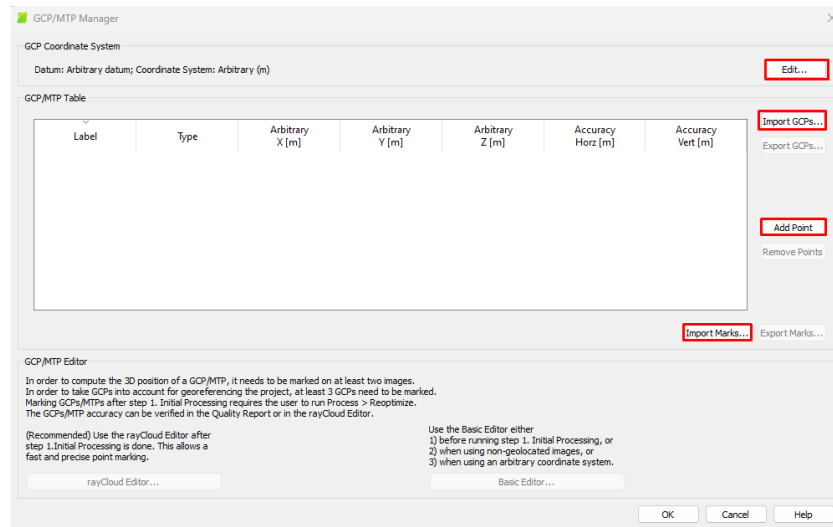 GCP/MTP Manager
GCP Coordinate System
Datum: Arbitrary datum; Coordinate System: Arbitrary (m)
Edit...
GCP/MTP Table
Label
Type
Arbitrary
X [m]
Arbitrary
Y [m]
Arbitrary
Z [m]
Accuracy
Horz [m]
Accuracy
Vert [m]
Import GCPs...
Export GCPs...
Add Point
Remove Points
Import Marks...
Export Marks...
GCP/MTP Editor
In order to compute the 3D position of a GCP/MTP, it needs to be marked on at least two images.
In order to take GCPs into account for georeferencing the project, at least 3 GCPs need to be marked.
Marking GCPs/MTPs after step 1. Initial Processing requires the user to run Process > Reoptimize.
The GCPs/MTP accuracy can be verified in the Quality Report or in the rayCloud Editor.
(Recommended) Use the rayCloud Editor after
step 1.Initial Processing is done. This allows a
fast and precise point marking.
rayCloud Editor...
Use the Basic Editor either
1) before running step 1. Initial Processing, or
2) when using non-geolocated images, or
3) when using an arbitrary coordinate system.
Basic Editor...
OK
Cancel
Help